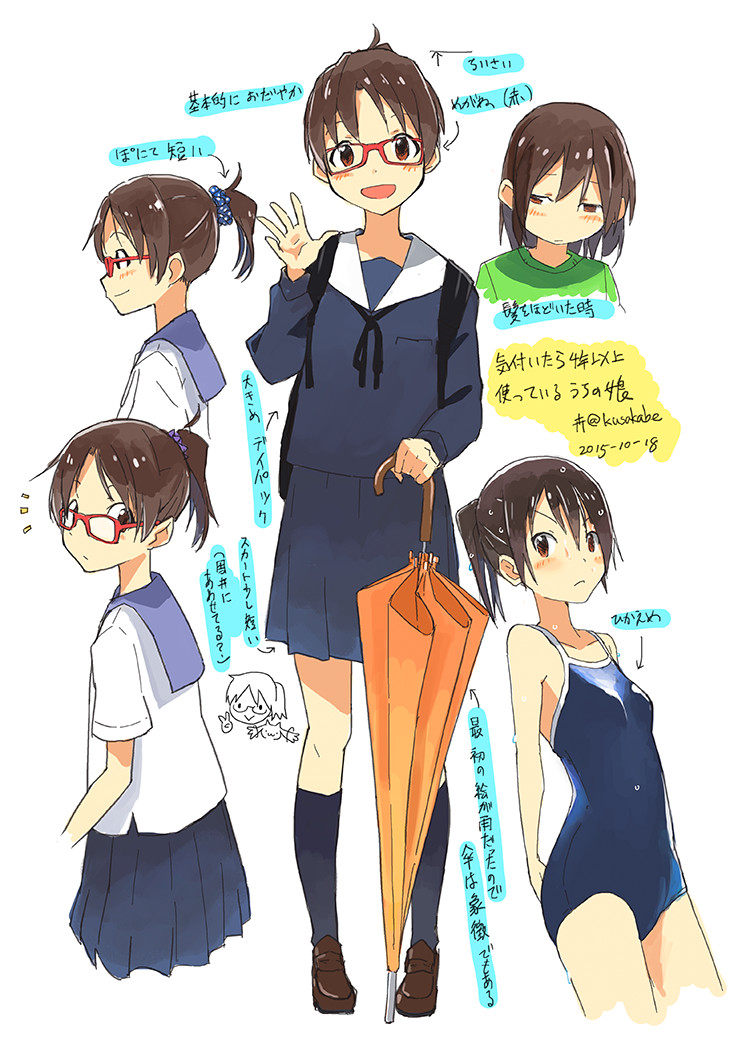 ちいさい
基本的に おだやか
めがね(赤)
ぽにて 短い
髪をほどいた時
気付いたら4年以上
使っている うちの娘
#@kusakabe
2015-10-18
大きめ デイパック
スカート少し短い
(周井に
あわせてる?)
ひかえめ
最初の絵が雨だったので
傘は象徴でもある